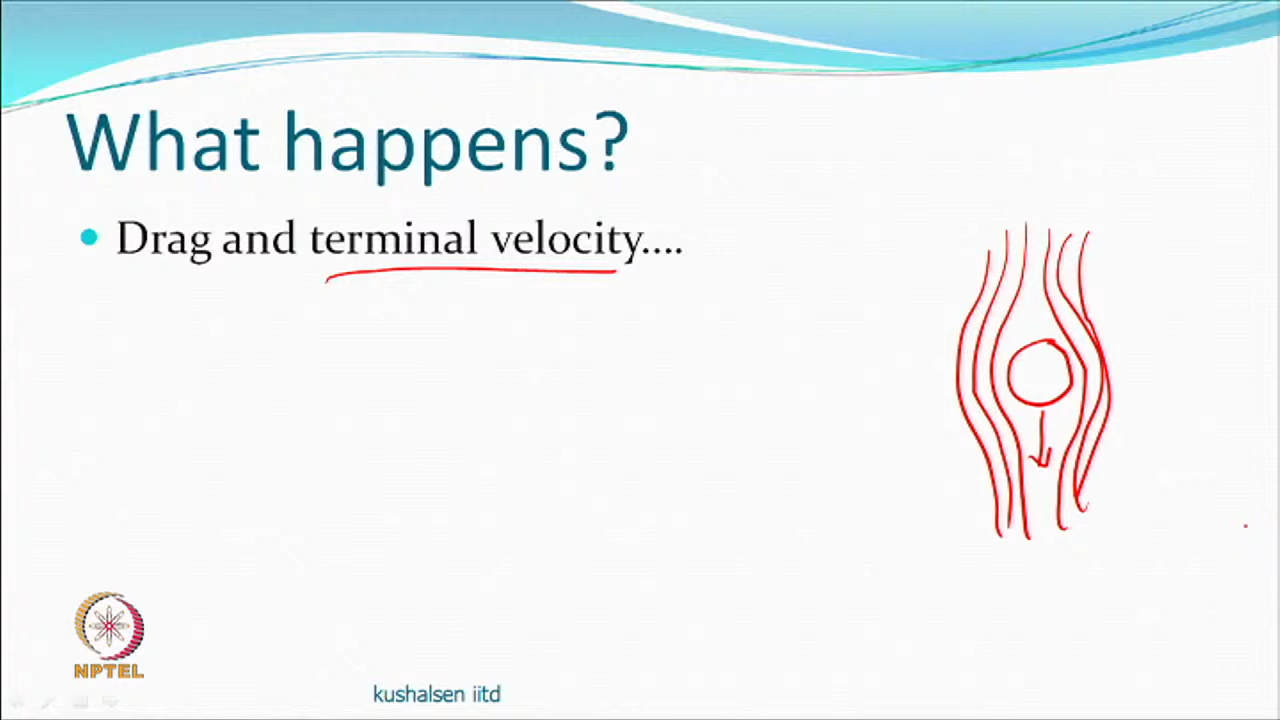 What happens?
Drag and terminal velocity....
NPTEL
kushalsen iitd